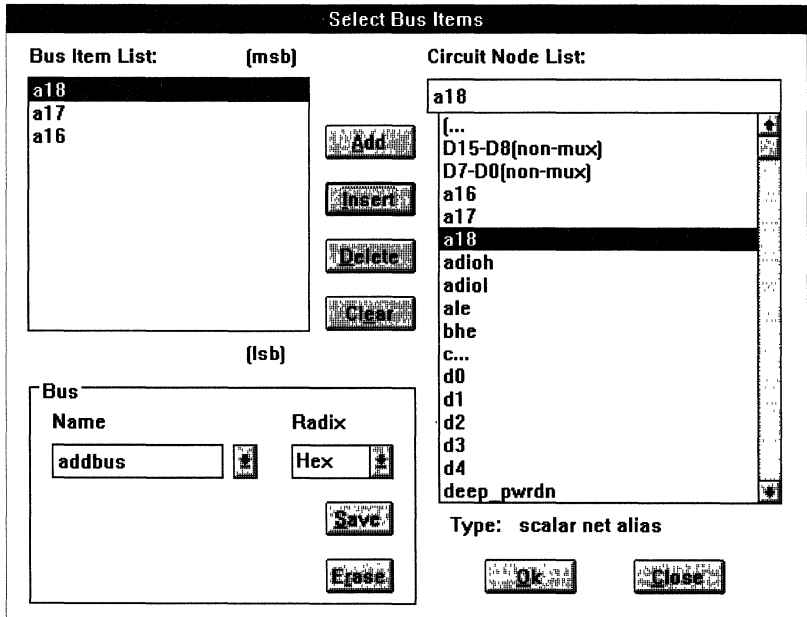 Select Bus Items
Bus Item List: (msb)
a18
a17
a16
(lsb)
Add
Insert
Delete
Clear
Circuit Node List:
a18
(...
D15-D8(non-mux)
D7-D0(non-mux)
a16
a17
a18
adioh
adiol
ale
bhe
c...
d0
d1
d2
d3
d4
deep_pwrdn
Type: scalar net alias
Bus
Name Radix
addbus Hex
Save
Erase
Ok Close